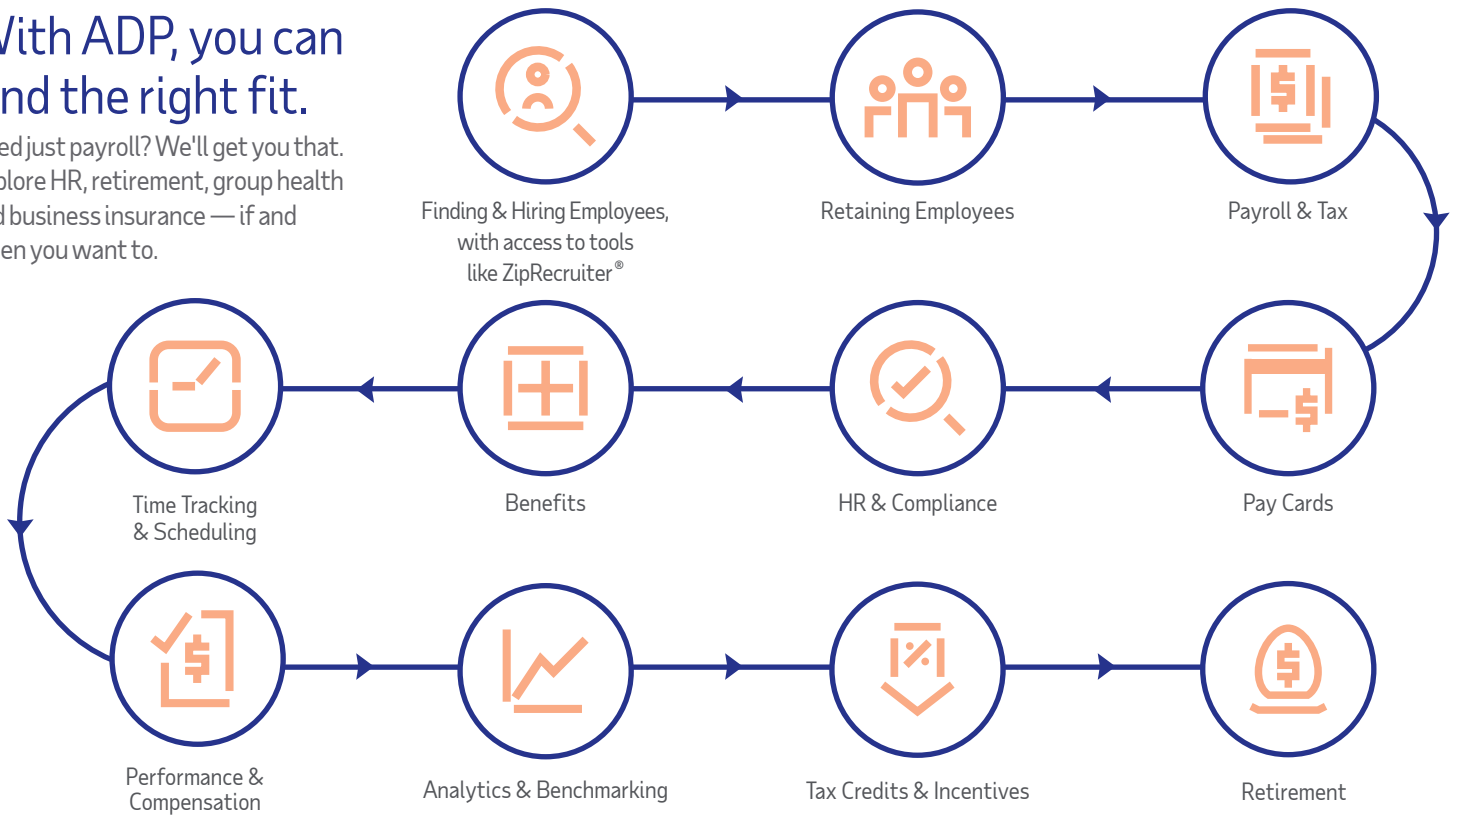 With ADP, you can
nd the right fit.
ed just payroll? We'll get you that.
plore HR, retirement, group health
d business insurance — if and
en you want to.
Finding & Hiring Employees,
with access to tools
like ZipRecruiter®
Retaining Employees
Payroll & Tax
Time Tracking
& Scheduling
Benefits
HR & Compliance
Pay Cards
Performance &
Compensation
Analytics & Benchmarking
Tax Credits & Incentives
Retirement